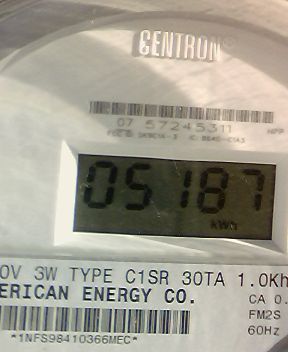 CENTRON®
07 57245311 HPP
05187
kWh
0V 3W TYPE C1SR 30TA 1.0Kh
ERICAN ENERGY CO.
CA 0.
FM2S
60Hz
*1NFS98410366MEC*